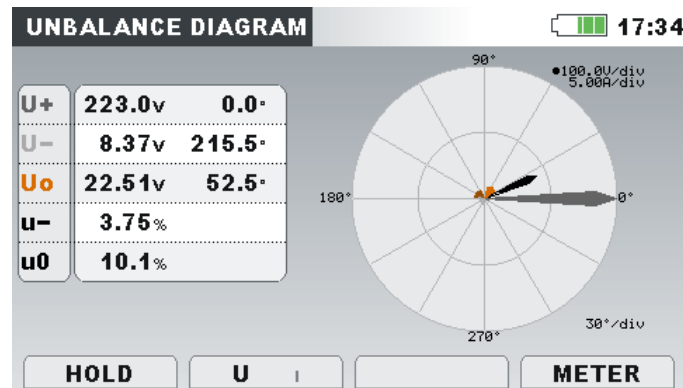 UNBALANCE DIAGRAM
17:34
U+ 223.0v 0.0°
U- 8.37v 215.5°
Uo 22.51v 52.5°
u- 3.75%
u0 10.1%
90°
●100.0V/div
5.00A/div
180°
0°
270°
30°/div
HOLD
U I
METER